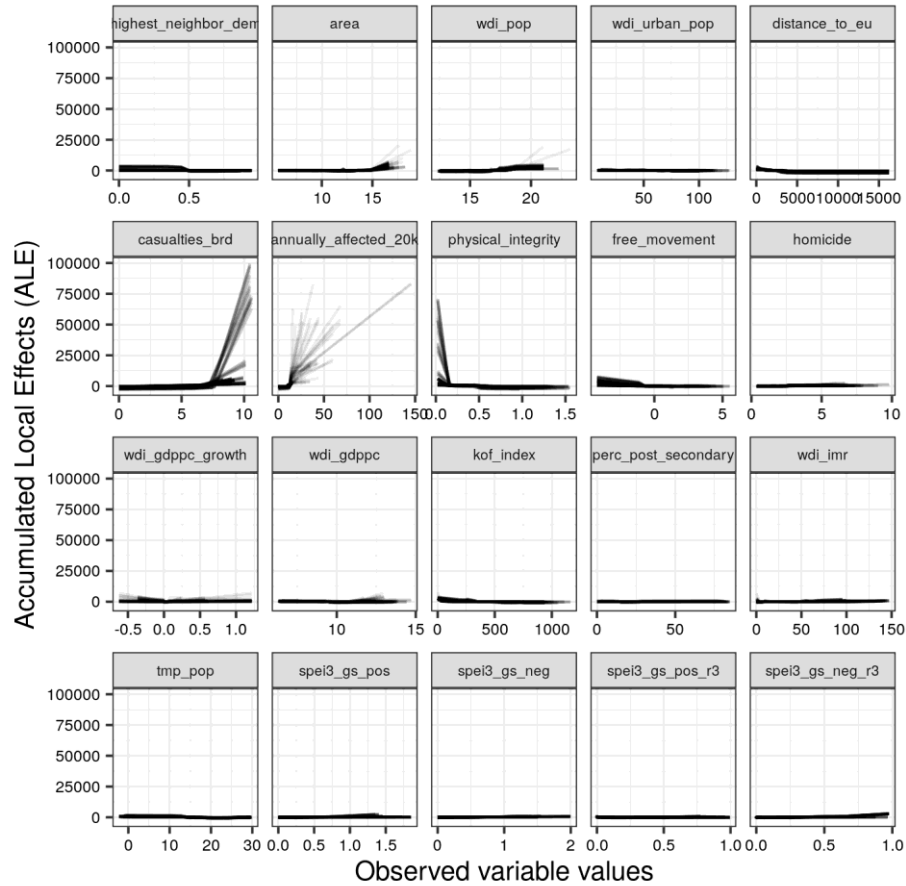 highest_neighbor_dem area wdi_pop wdi_urban_pop distance_to_eu
100000
75000
50000
25000
0
0.0 0.5 10 15 15 20 50 100 0 5000 10000 15000
casualties_brd annually_affected_20k physical_integrity free_movement homicide
100000
75000
50000
25000
0
0 5 10 0 50 100 150 0.0 0.5 1.0 1.5 0 5 0 5 10
wdi_gdppc_growth wdi_gdppc kof_index perc_post_secondary wdi_imr
100000
75000
50000
25000
0
-0.5 0.0 0.5 1.0 10 15 0 500 1000 0 50 0 50 100 150
tmp_pop spei3_gs_pos spei3_gs_neg spei3_gs_pos_r3 spei3_gs_neg_r3
100000
75000
50000
25000
0
0 10 20 30 0.0 0.5 1.0 1.5 0 1 2 0.0 0.5 1.0 0.0 0.5 1.0
Accumulated Local Effects (ALE)
Observed variable values